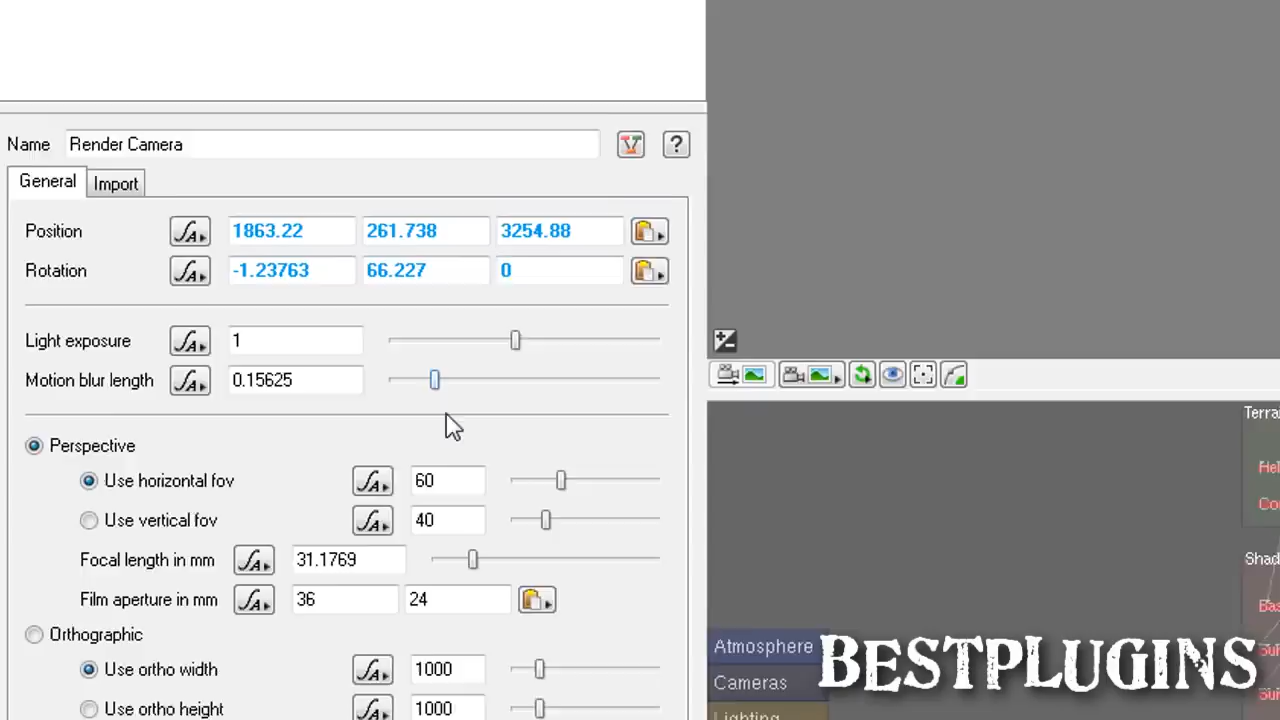 Name Render Camera ?
General Import
Position 1863.22 261.738 3254.88
Rotation -1.23763 66.227 0
Light exposure 1
Motion blur length 0.15625
Perspective
Use horizontal fov 60
Use vertical fov 40
Focal length in mm 31.1769
Film aperture in mm 36 24
Orthographic
Use ortho width 1000
Use ortho height 1000
Atmosphere
Cameras
Lighting
BESTPLUGINS